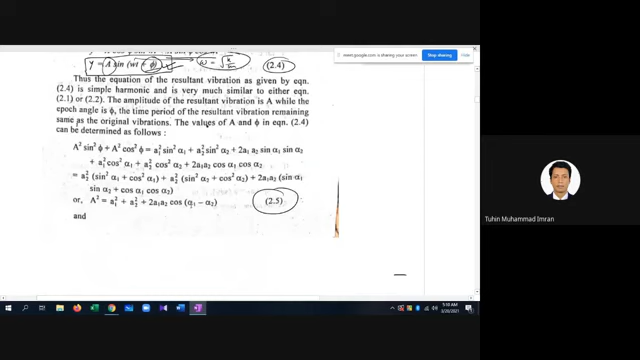 y = A sin (wt + φ) ω = √k/m (2.4)
Thus the equation of the resultant vibration as given by eqn.
(2.4) is simple harmonic and is very much similar to either eqn.
(2.1) or (2.2). The amplitude of the resultant vibration is A while the
epoch angle is ϕ, the time period of the resultant vibration remaining
same as the original vibrations. The values of A and ϕ in eqn. (2.4)
can be determined as follows :
A² sin² ϕ + A² cos² ϕ = a₁² sin² α₁ + a₂² sin² α₂ + 2a₁ a₂ sin α₁ sin α₂
+ a₁² cos² α₁ + a₂² cos² α₂ + 2a₁a₂ cos α₁ cos α₂
= a₂² (sin² α₁ + cos² α₁) + a₂² (sin² α₂ + cos² α₂) + 2a₁a₂ (sin α₁
sin α₂ + cos α₁ cos α₂)
or, A² = a₁² + a₂² + 2a₁a₂ cos (α₁ − α₂) (2.5)
and
meet.google.com is sharing your screen.
Stop sharing
Hide
Tuhin Muhammad Imran
5:10 AM
3/20/2021